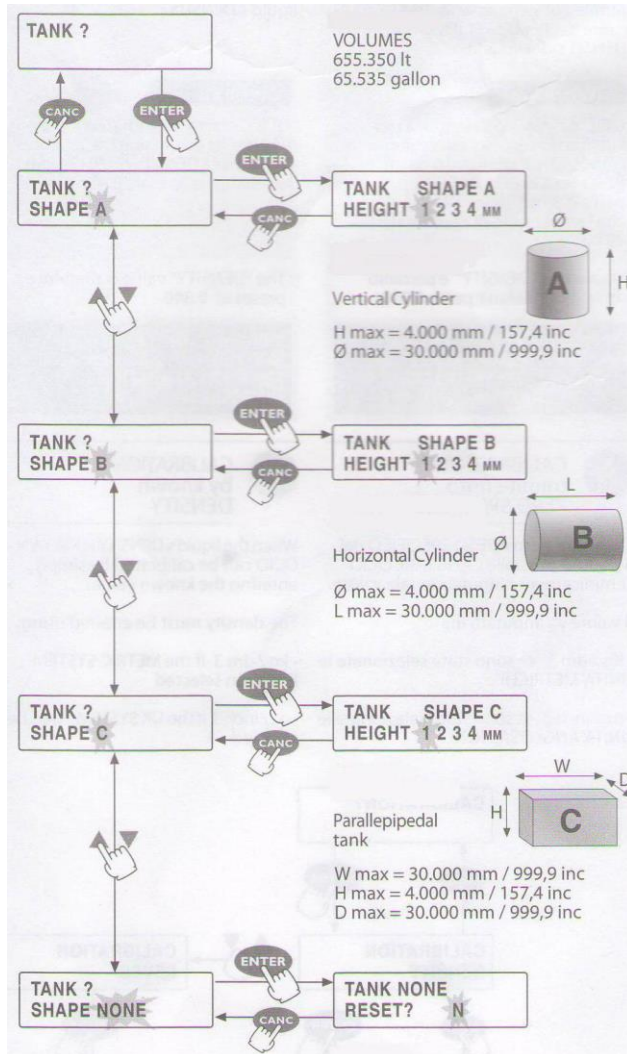 TANK ?
VOLUMES
655.350 lt
65.535 gallon
CANC
ENTER
ENTER
TANK ?
SHAPE A
TANK SHAPE A
HEIGHT 1 2 3 4 MM
CANC
Ø
A
H
Vertical Cylinder
H max = 4.000 mm / 157,4 inc
Ø max = 30.000 mm / 999,9 inc
ENTER
TANK ?
SHAPE B
TANK SHAPE B
HEIGHT 1 2 3 4 MM
CANC
L
Ø
B
Horizontal Cylinder
Ø max = 4.000 mm / 157,4 inc
L max = 30.000 mm / 999,9 inc
ENTER
TANK ?
SHAPE C
TANK SHAPE C
HEIGHT 1 2 3 4 MM
CANC
W
D
H
C
Parallepipedal
tank
W max = 30.000 mm / 999,9 inc
H max = 4.000 mm / 157,4 inc
D max = 30.000 mm / 999,9 inc
ENTER
TANK ?
SHAPE NONE
TANK NONE
RESET? N
CANC